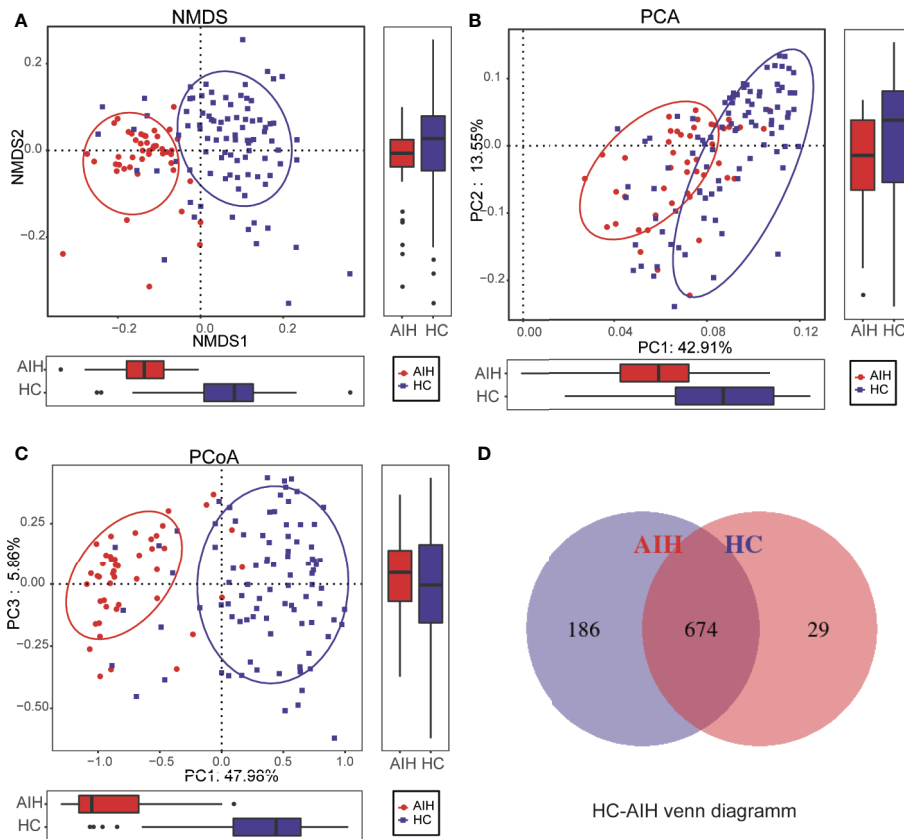 A
NMDS
0.2
0.0
−0.2
NMDS2
−0.2
0.0
0.2
NMDS1
AIH
HC
AIH HC
AIH
HC
B
PCA
0.1
0.0
−0.1
−0.2
PC2 : 13.55%
0.00
0.04
0.08
0.12
PC1: 42.91%
AIH
HC
AIH HC
AIH
HC
C
PCoA
0.25
0.00
−0.25
−0.50
PC3 : 5.86%
−1.0
−0.5
0.0
0.5
1.0
PC1: 47.98%
AIH
HC
AIH HC
AIH
HC
D
AIH HC
186 674 29
HC-AIH venn diagramm